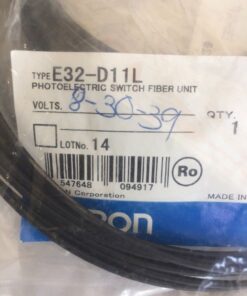 TYPE E32-D11L
PHOTOELECTRIC SWITCH FIBER UNIT
VOLTS. 8-30-39 QTY.
1
LOT No. 14
547648 094917
Ro
N Corporation MADE IN
ron